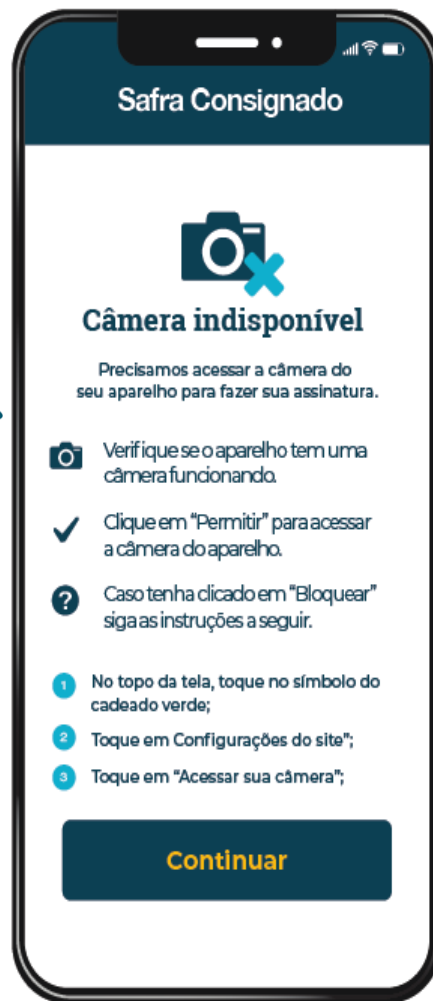 Safra Consignado
Câmera indisponível
Precisamos acessar a câmera do
seu aparelho para fazer sua assinatura.
Verifique se o aparelho tem uma
câmera funcionando.
Clique em “Permitir” para acessar
a câmera do aparelho.
?
Caso tenha clicado em “Bloquear”
siga as instruções a seguir.
1 No topo da tela, toque no símbolo do
cadeado verde;
2 Toque em Configurações do site”;
3 Toque em “Acessar sua câmera”;
Continuar